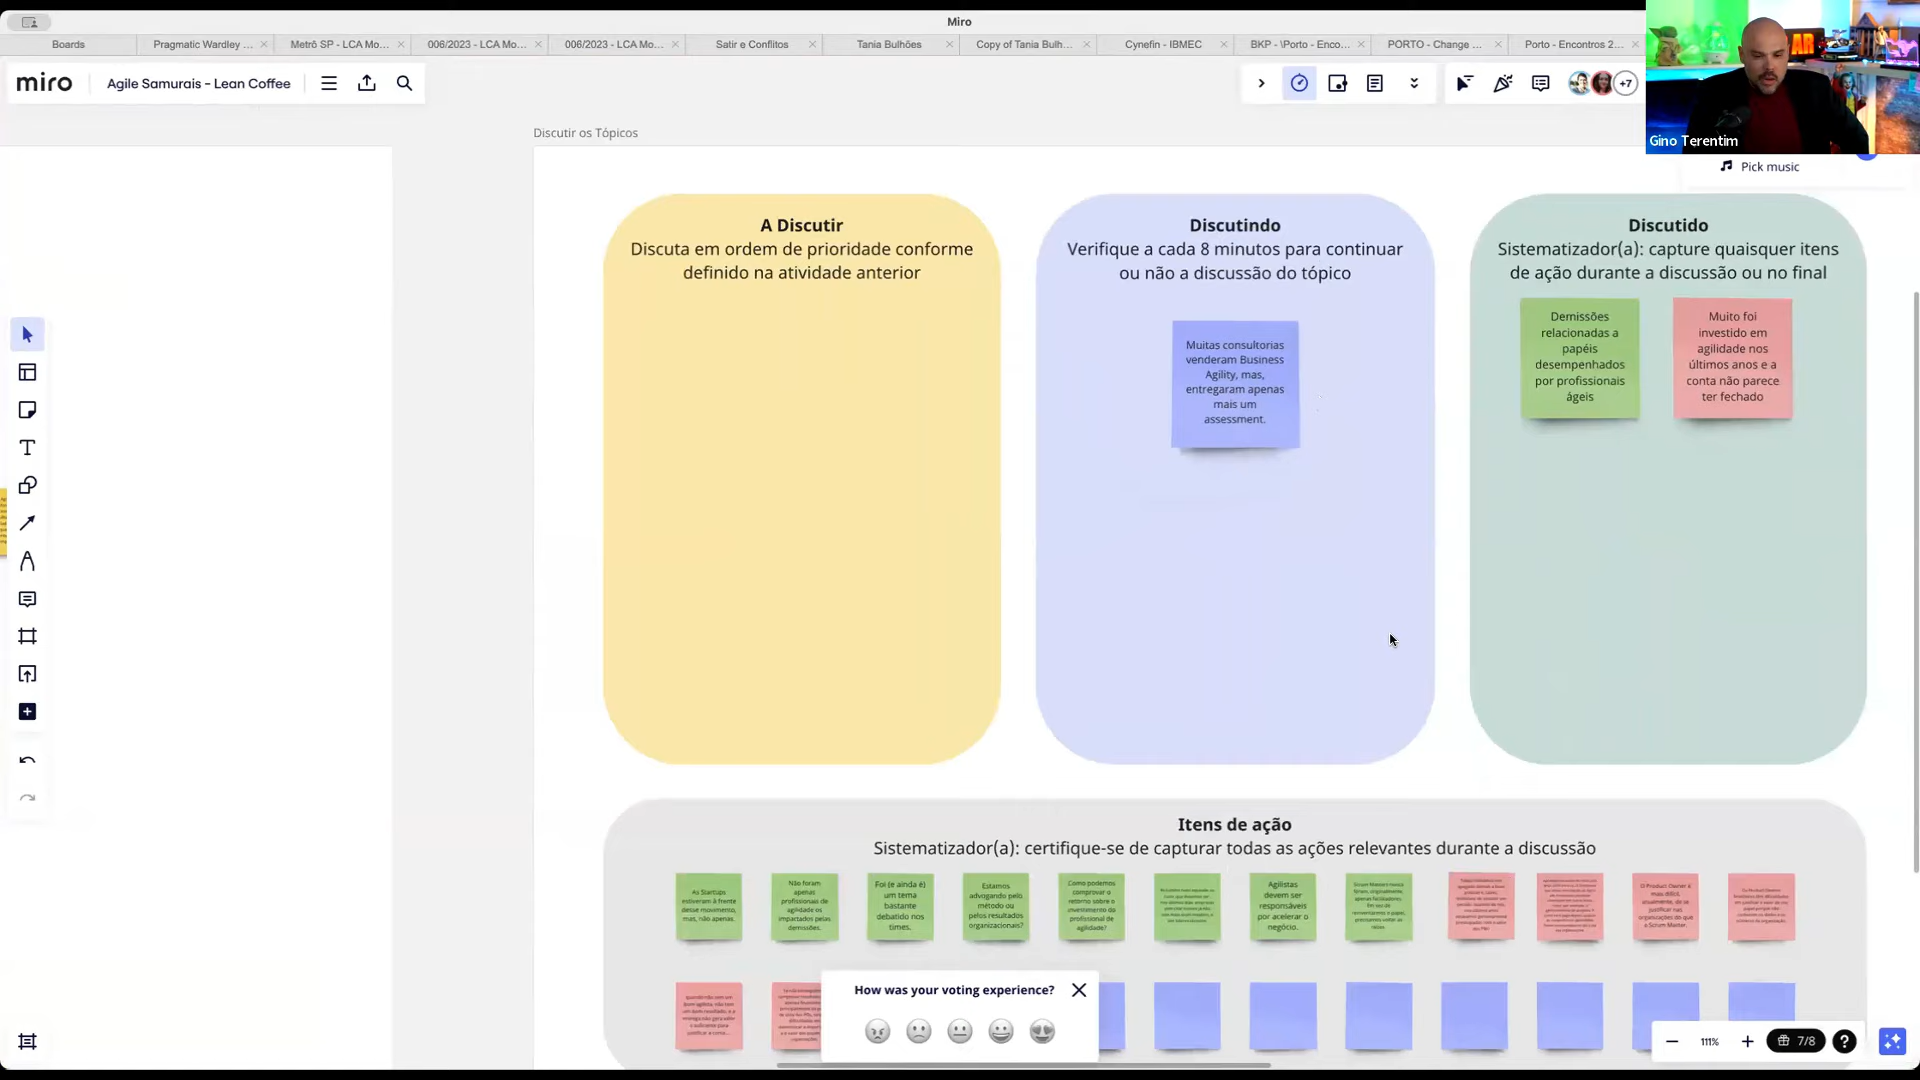 Miro
Boards
Pragmatic Wardley ...
Metrô SP - LCA Mo...
006/2023 - LCA Mo...
006/2023 - LCA Mo...
Satir e Conflitos
Tania Bulhões
Copy of Tania Bulh...
Cynefin - IBMEC
BKP - \Porto - Enco...
PORTO - Change ...
Porto - Encontros 2...
miro
Agile Samurais - Lean Coffee
+7
AR
Gino Terentim
Pick music
Discutir os Tópicos
A Discutir
Discuta em ordem de prioridade conforme
definido na atividade anterior
Discutindo
Verifique a cada 8 minutos para continuar
ou não a discussão do tópico
Muitas consultorias
venderam Business
Agility, mas,
entregaram apenas
mais um
assessment.
Discutido
Sistematizador(a): capture quaisquer itens
de ação durante a discussão ou no final
Demissões
relacionadas a
papéis
desempenhados
por profissionais
ágeis
Muito foi
investido em
agilidade nos
últimos anos e a
conta não parece
ter fechado
Itens de ação
Sistematizador(a): certifique-se de capturar todas as ações relevantes durante a discussão
As Startups
estiveram à frente
desse movimento,
mas, não apenas.
Não foram
apenas
profissionais de
agilidade os
impactados pelas
demissões.
Foi (e ainda é)
um tema
bastante
debatido nos
times.
Estamos
advogando pelo
método ou
pelos resultados
organizacionais?
Como podemos
comprovar o
retorno sobre o
investimento do
profissional de
agilidade?
Agilistas
devem ser
responsáveis
por acelerar o
negócio.
O Product Owner é
mais difícil,
atualmente, de se
justificar nas
organizações do que
o Scrum Master.
How was your voting experience?
111%
7/8